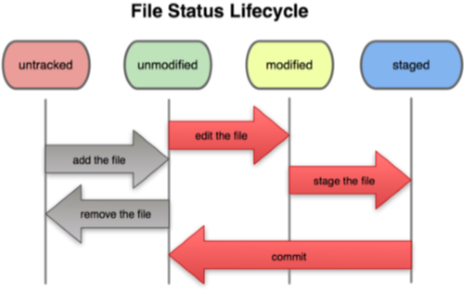 File Status Lifecycle
untracked
unmodified
modified
staged
edit the file
add the file
stage the file
remove the file
commit